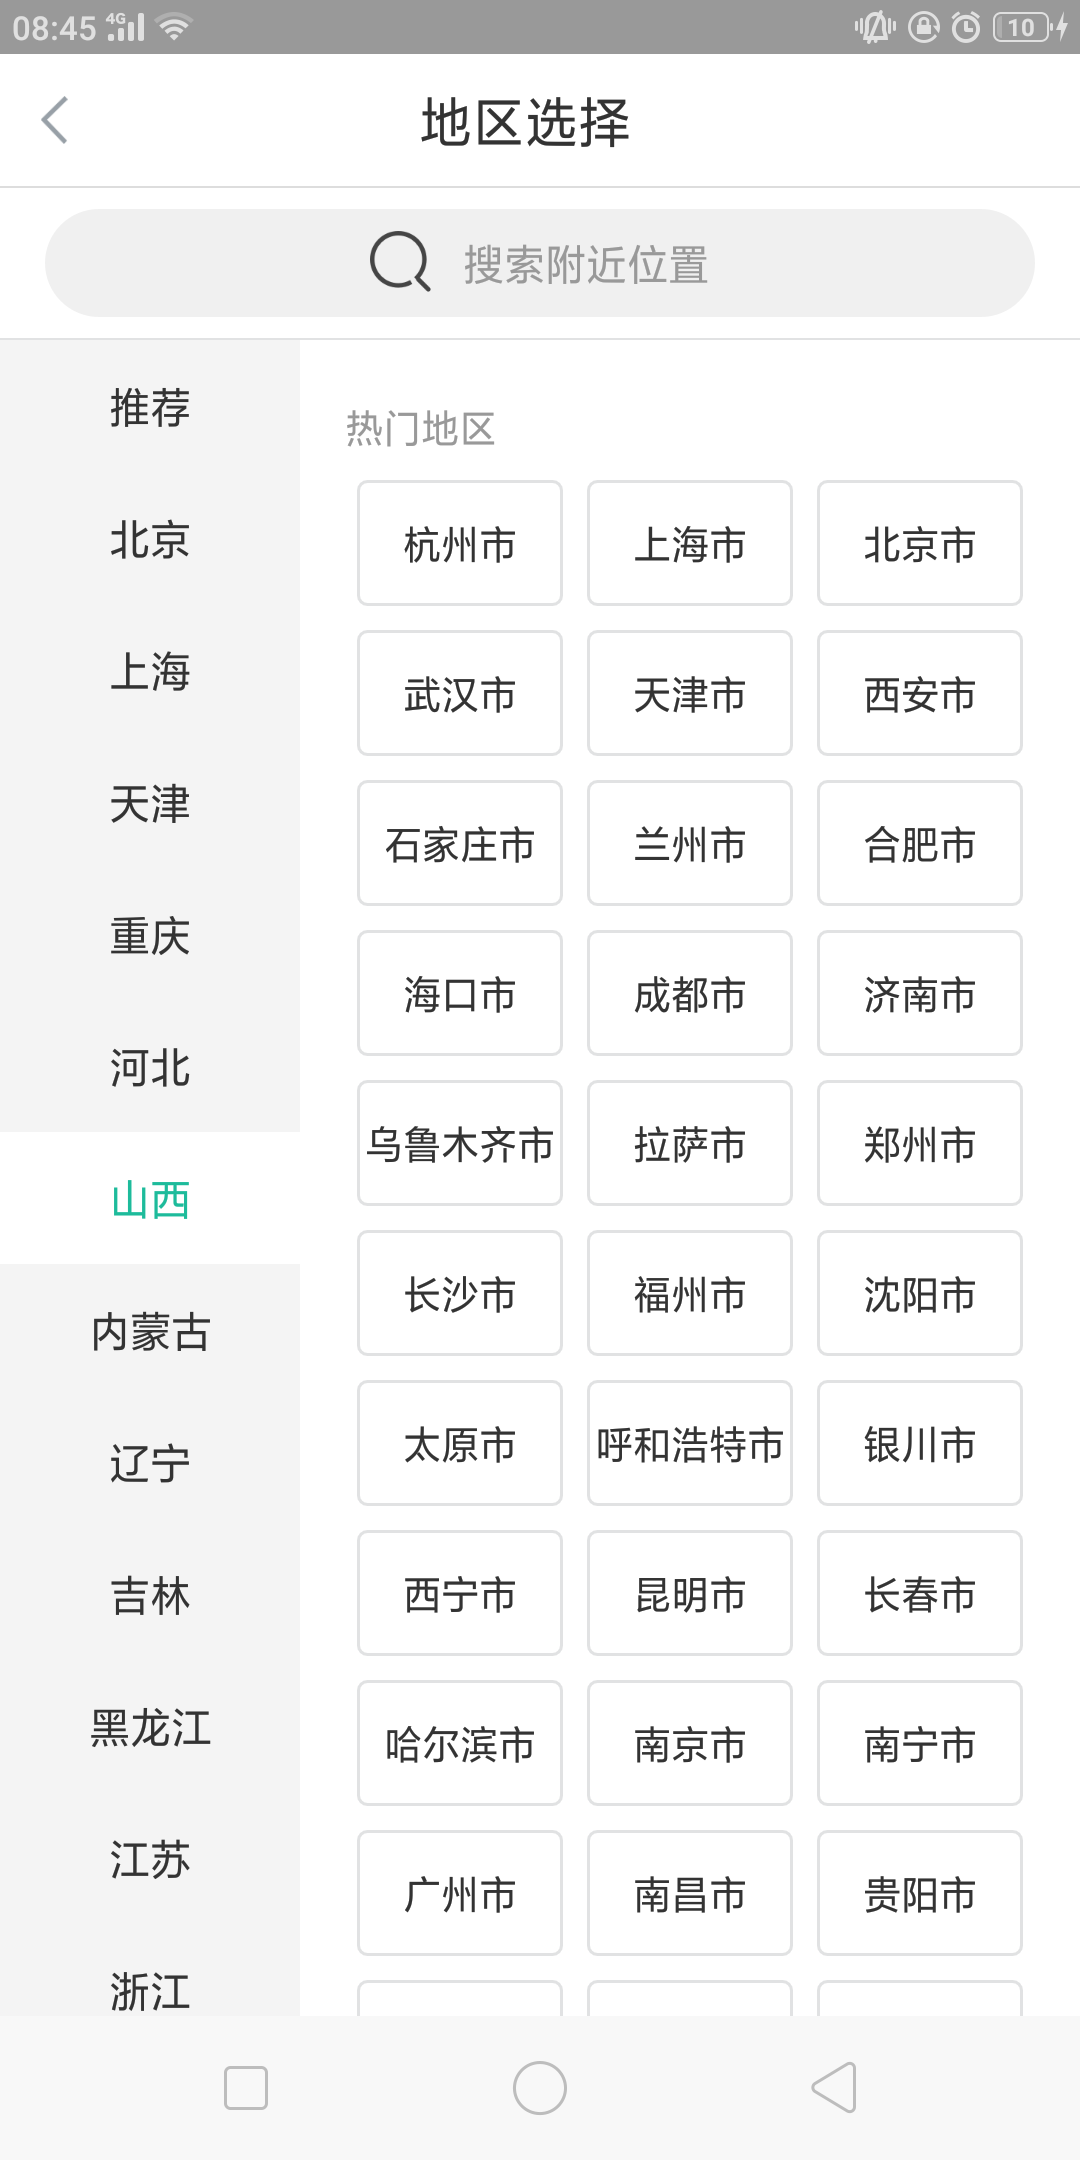 08:45 4G 10
地区选择
搜索附近位置
推荐
北京
上海
天津
重庆
河北
山西
内蒙古
辽宁
吉林
黑龙江
江苏
浙江
热门地区
杭州市 上海市 北京市
武汉市 天津市 西安市
石家庄市 兰州市 合肥市
海口市 成都市 济南市
乌鲁木齐市 拉萨市 郑州市
长沙市 福州市 沈阳市
太原市 呼和浩特市 银川市
西宁市 昆明市 长春市
哈尔滨市 南京市 南宁市
广州市 南昌市 贵阳市